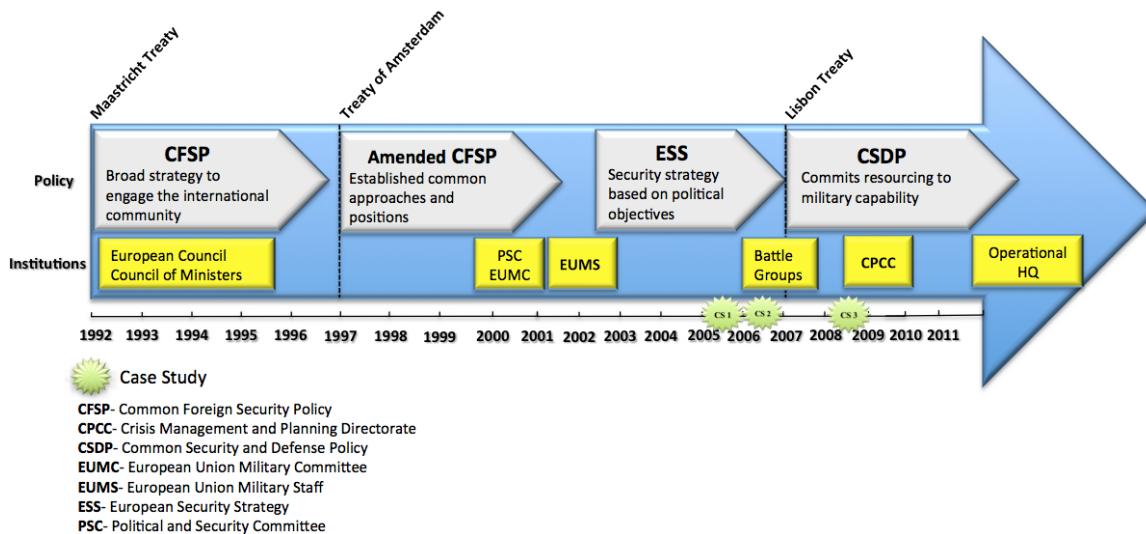 Maastricht Treaty
Treaty of Amsterdam
Lisbon Treaty
Policy
CFSP
Broad strategy to
engage the international
community
Amended CFSP
Established common
approaches and
positions
ESS
Security strategy
based on political
objectives
CSDP
Commits resourcing to
military capability
Institutions
European Council
Council of Ministers
PSC
EUMC
EUMS
Battle
Groups
CPCC
Operational
HQ
CS 1
CS 2
CS 3
1992 1993 1994 1995 1996 1997 1998 1999 2000 2001 2002 2003 2004 2005 2006 2007 2008 2009 2010 2011
Case Study
CFSP- Common Foreign Security Policy
CPCC- Crisis Management and Planning Directorate
CSDP- Common Security and Defense Policy
EUMC- European Union Military Committee
EUMS- European Union Military Staff
ESS- European Security Strategy
PSC- Political and Security Committee